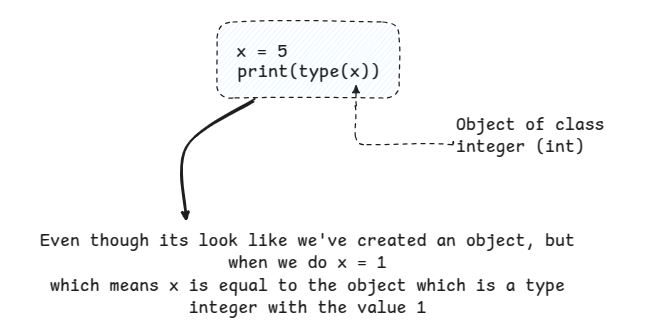 x = 5
print(type(x))
Object of class
integer (int)
Even though its look like we've created an object, but
when we do x = 1
which means x is equal to the object which is a type
integer with the value 1